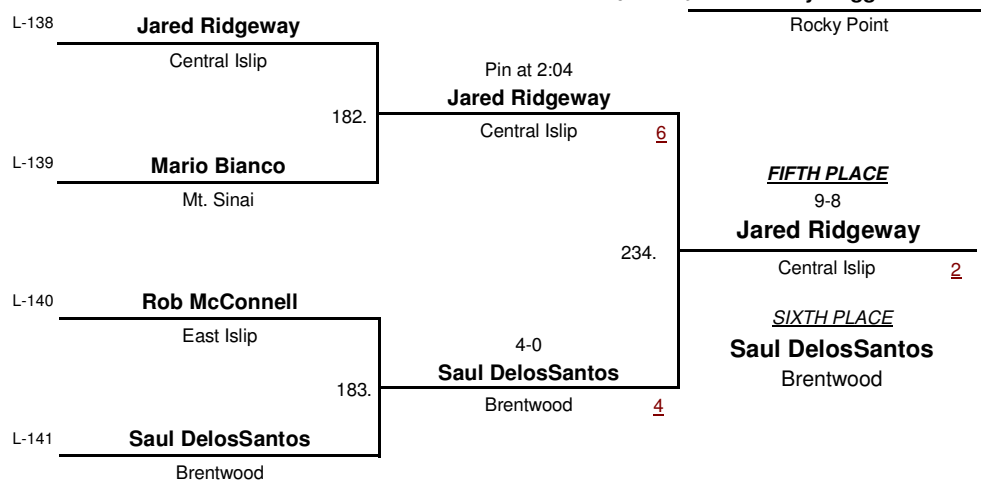 Rocky Point
L-138
Jared Ridgeway
Central Islip
Pin at 2:04
182.
Jared Ridgeway
Central Islip
6
L-139
Mario Bianco
Mt. Sinai
FIFTH PLACE
9-8
234.
Jared Ridgeway
Central Islip
2
L-140
Rob McConnell
East Islip
SIXTH PLACE
4-0
183.
Saul DelosSantos
Brentwood
4
Saul DelosSantos
Brentwood
L-141
Saul DelosSantos
Brentwood